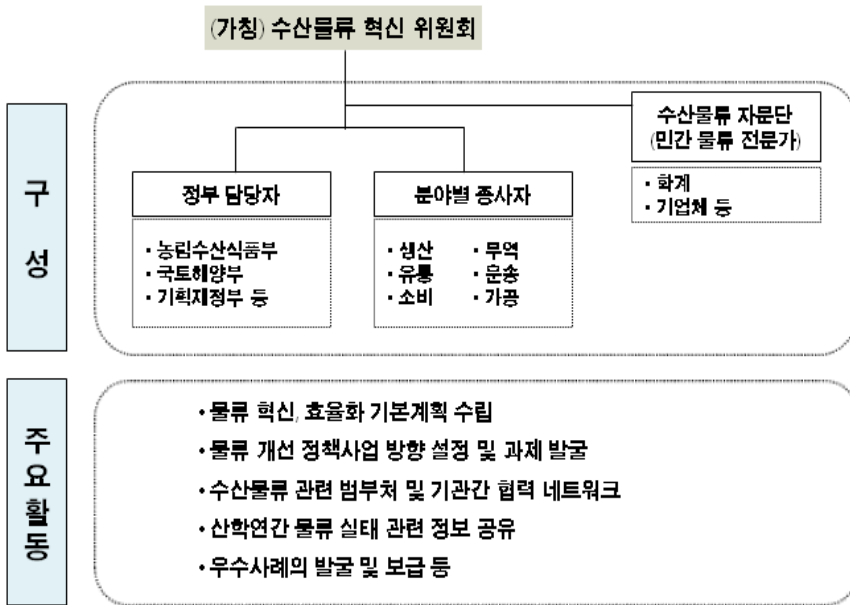 (가칭) 수산물류 혁신 위원회
구성
수산물류 자문단
(민간 물류 전문가)
· 학계
· 기업체 등
정부 담당자
· 농림수산식품부
· 국토해양부
· 기획재정부 등
분야별 종사자
· 생산 · 무역
· 유통 · 운송
· 소비 · 가공
주요활동
· 물류 혁신, 효율화 기본계획 수립
· 물류 개선 정책사업 방향 설정 및 과제 발굴
· 수산물류 관련 범부처 및 기관간 협력 네트워크
· 산학연간 물류 실태 관련 정보 공유
· 우수사례의 발굴 및 보급 등